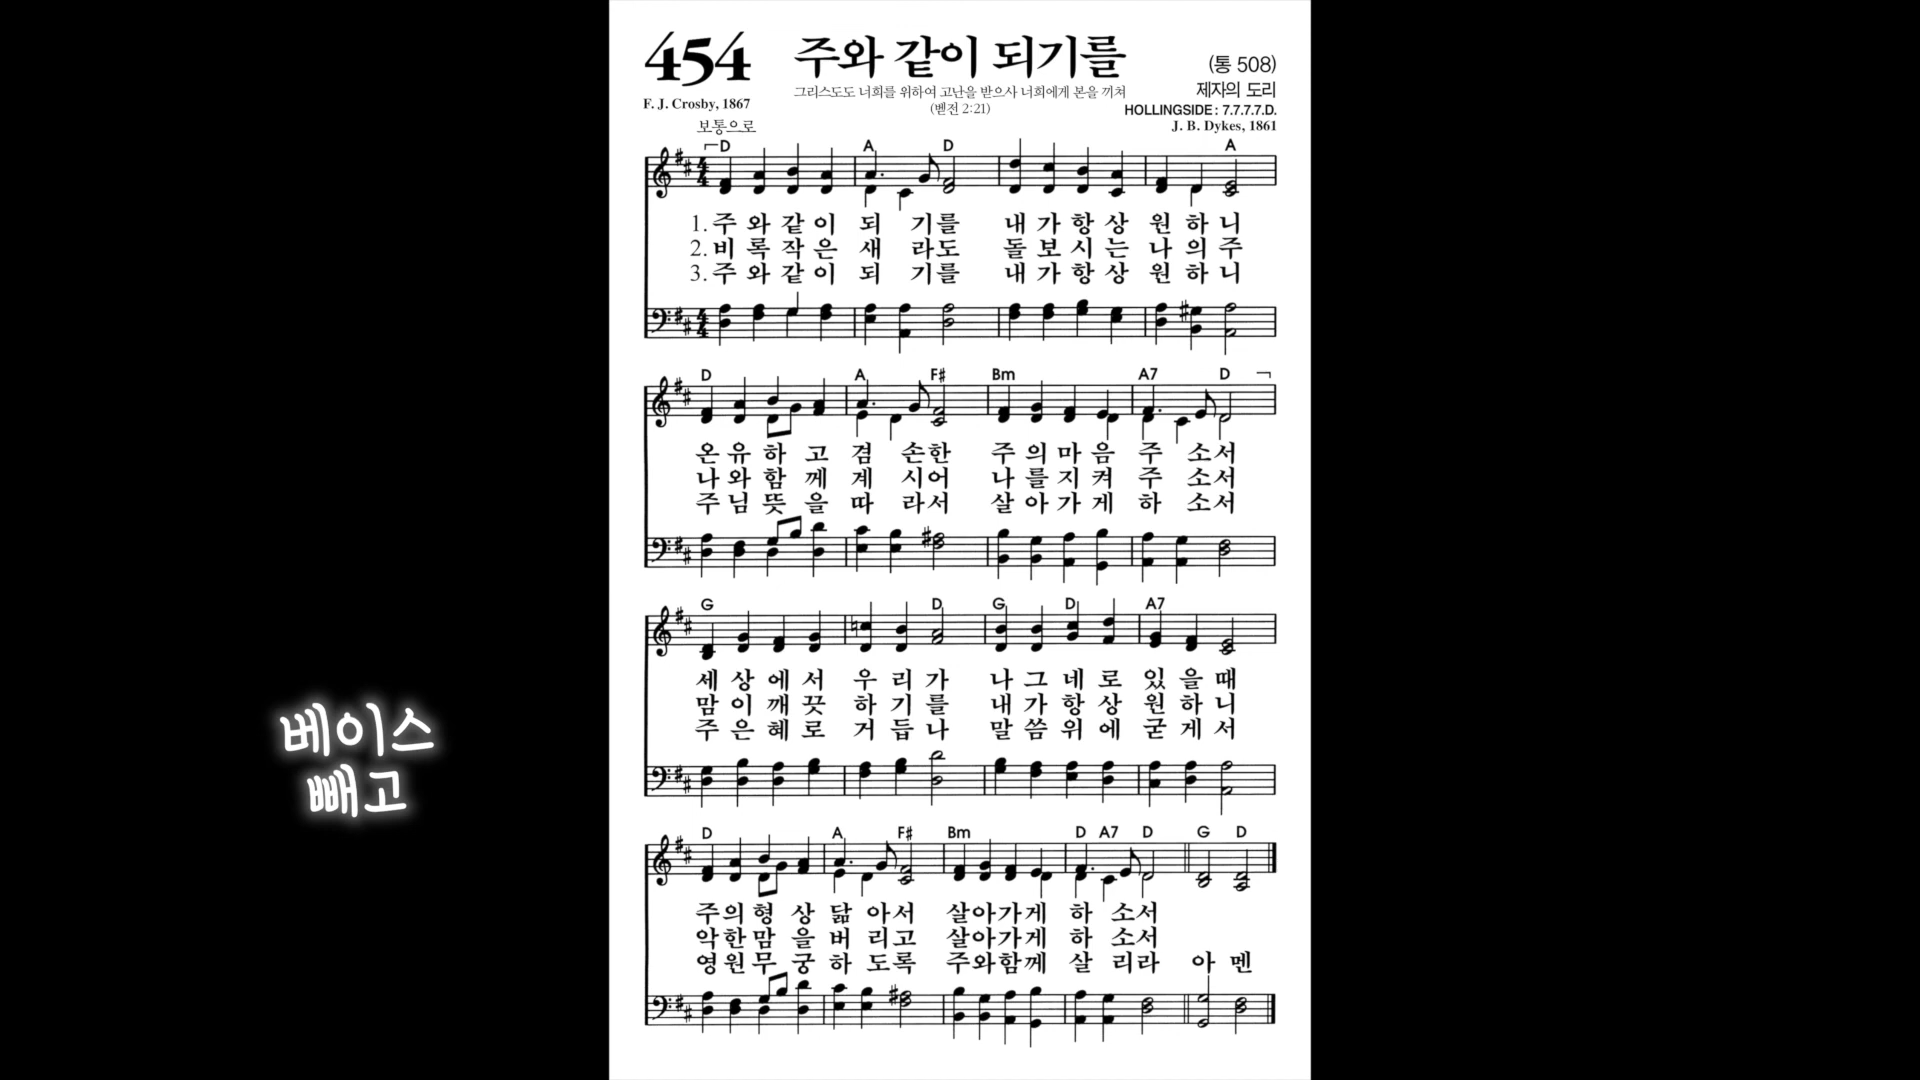 454
주와 같이 되기를
(통 508)
그리스도도 너희를 위하여 고난을 받으사 너희에게 본을 끼쳐
(벧전 2:21)
제자의 도리
F. J. Crosby, 1867
HOLLINGSIDE : 7.7.7.7.D.
J. B. Dykes, 1861
보통으로
D A D A
1. 주 와 같 이 되 기를 내 가 항 상 원 하 니
2. 비 록 작 은 새 라도 돌 보 시 는 나 의 주
3. 주 와 같 이 되 기를 내 가 항 상 원 하 니
D A F# Bm A7 D
온 유 하 고 겸 손한 주 의 마 음 주 소서
나 와 함 께 계 시어 나 를 지 켜 주 소서
주 님 뜻 을 따 라서 살 아 가 게 하 소서
G D G D A7
세 상 에 서 우 리 가 나 그 네 로 있 을 때
맘 이 깨 끗 하 기 를 내 가 항 상 원 하 니
주 은 혜 로 거 듭 나 말 씀 위 에 굳 게 서
D A F# Bm D A7 D G D
주의 형 상 닮 아서 살아가게 하 소서
악한 맘 을 버 리고 살아가게 하 소서
영원 무 궁 하 도록 주와함께 살 리라 아 멘
베이스
빼고